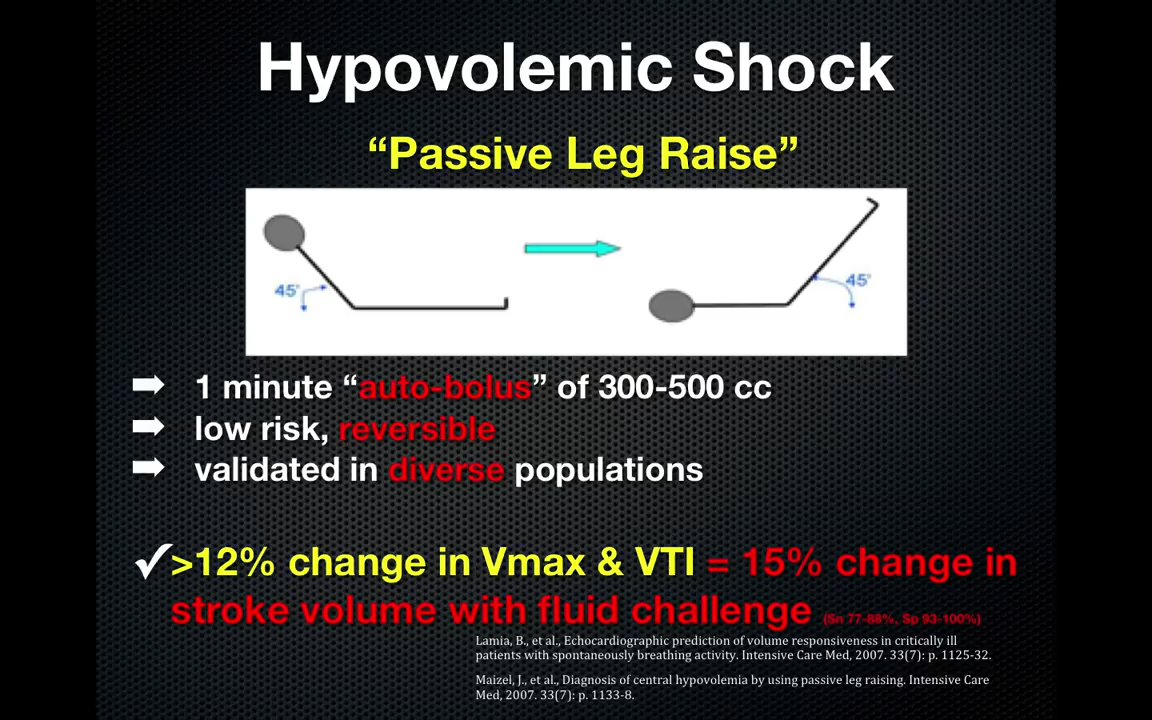 Hypovolemic Shock
“Passive Leg Raise”
45°
45°
➡ 1 minute “auto-bolus” of 300-500 cc
➡ low risk, reversible
➡ validated in diverse populations
✓>12% change in Vmax & VTI = 15% change in
stroke volume with fluid challenge (Sn 77-88%, Sp 93-100%)
Lamia, B., et al., Echocardiographic prediction of volume responsiveness in critically ill
patients with spontaneously breathing activity. Intensive Care Med, 2007. 33(7): p. 1125-32.
Maizel, J., et al., Diagnosis of central hypovolemia by using passive leg raising. Intensive Care
Med, 2007. 33(7): p. 1133-8.